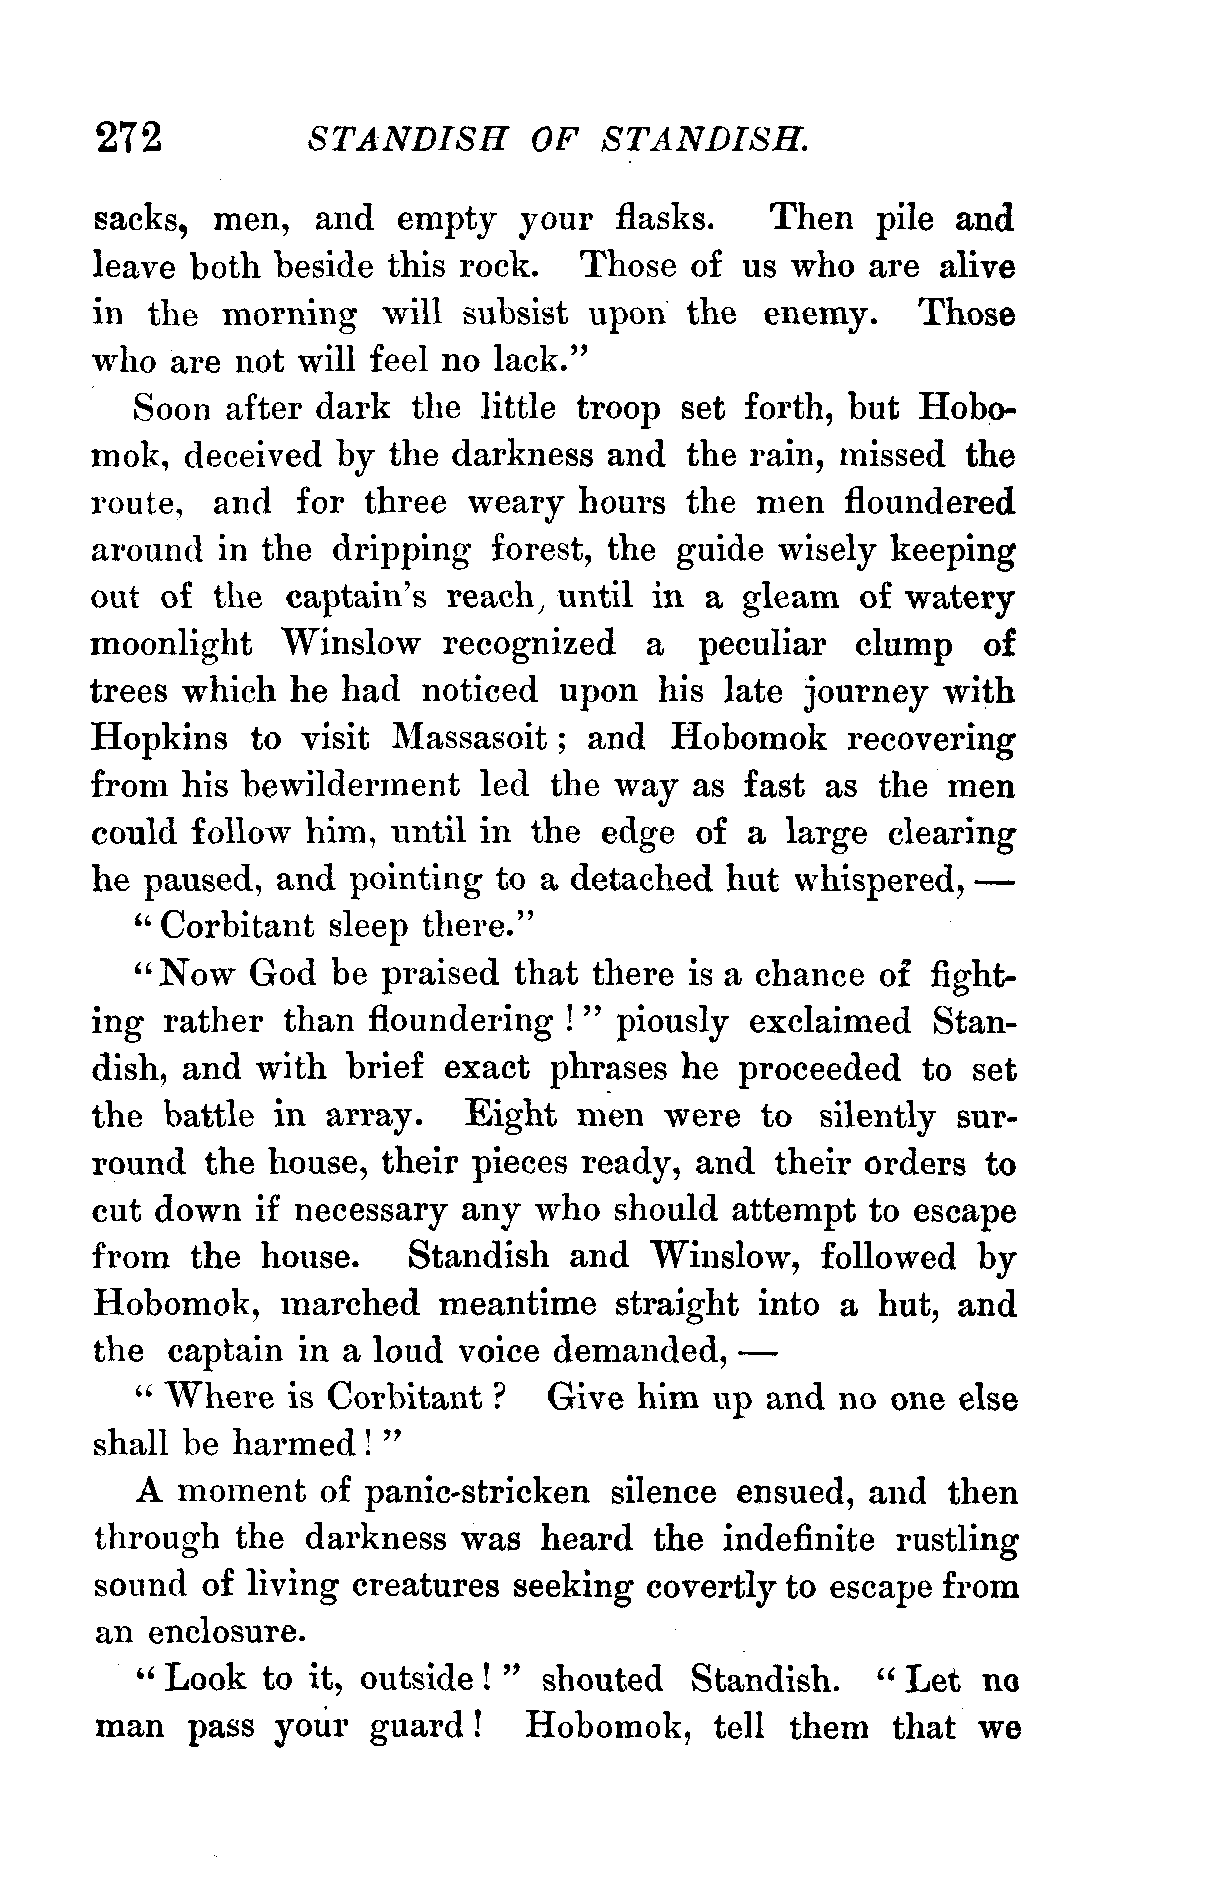 272 STANDISH OF STANDISH.
sacks, men, and empty your flasks. Then pile and
leave both beside this rock. Those of us who are alive
in the morning will subsist upon the enemy. Those
who are not will feel no lack."
Soon after dark the little troop set forth, but Hobo-
mok, deceived by the darkness and the rain, missed the
route, and for three weary hours the men floundered
around in the dripping forest, the guide wisely keeping
out of the captain's reach, until in a gleam of watery
moonlight Winslow recognized a peculiar clump of
trees which he had noticed upon his late journey with
Hopkins to visit Massasoit ; and Hobomok recovering
from his bewilderment led the way as fast as the men
could follow him, until in the edge of a large clearing
he paused, and pointing to a detached hut whispered, —
" Corbitant sleep there."
"Now God be praised that there is a chance of fight-
ing rather than floundering ! " piously exclaimed Stan-
dish, and with brief exact phrases he proceeded to set
the battle in array. Eight men were to silently sur-
round the house, their pieces ready, and their orders to
cut down if necessary any who should attempt to escape
from the house. Standish and Winslow, followed by
Hobomok, marched meantime straight into a hut, and
the captain in a loud voice demanded, —
" Where is Corbitant ? Give him up and no one else
shall be harmed ! "
A moment of panic-stricken silence ensued, and then
through the darkness was heard the indefinite rustling
sound of living creatures seeking covertly to escape from
an enclosure.
" Look to it, outside ! " shouted Standish. " Let no
man pass your guard ! Hobomok, tell them that we